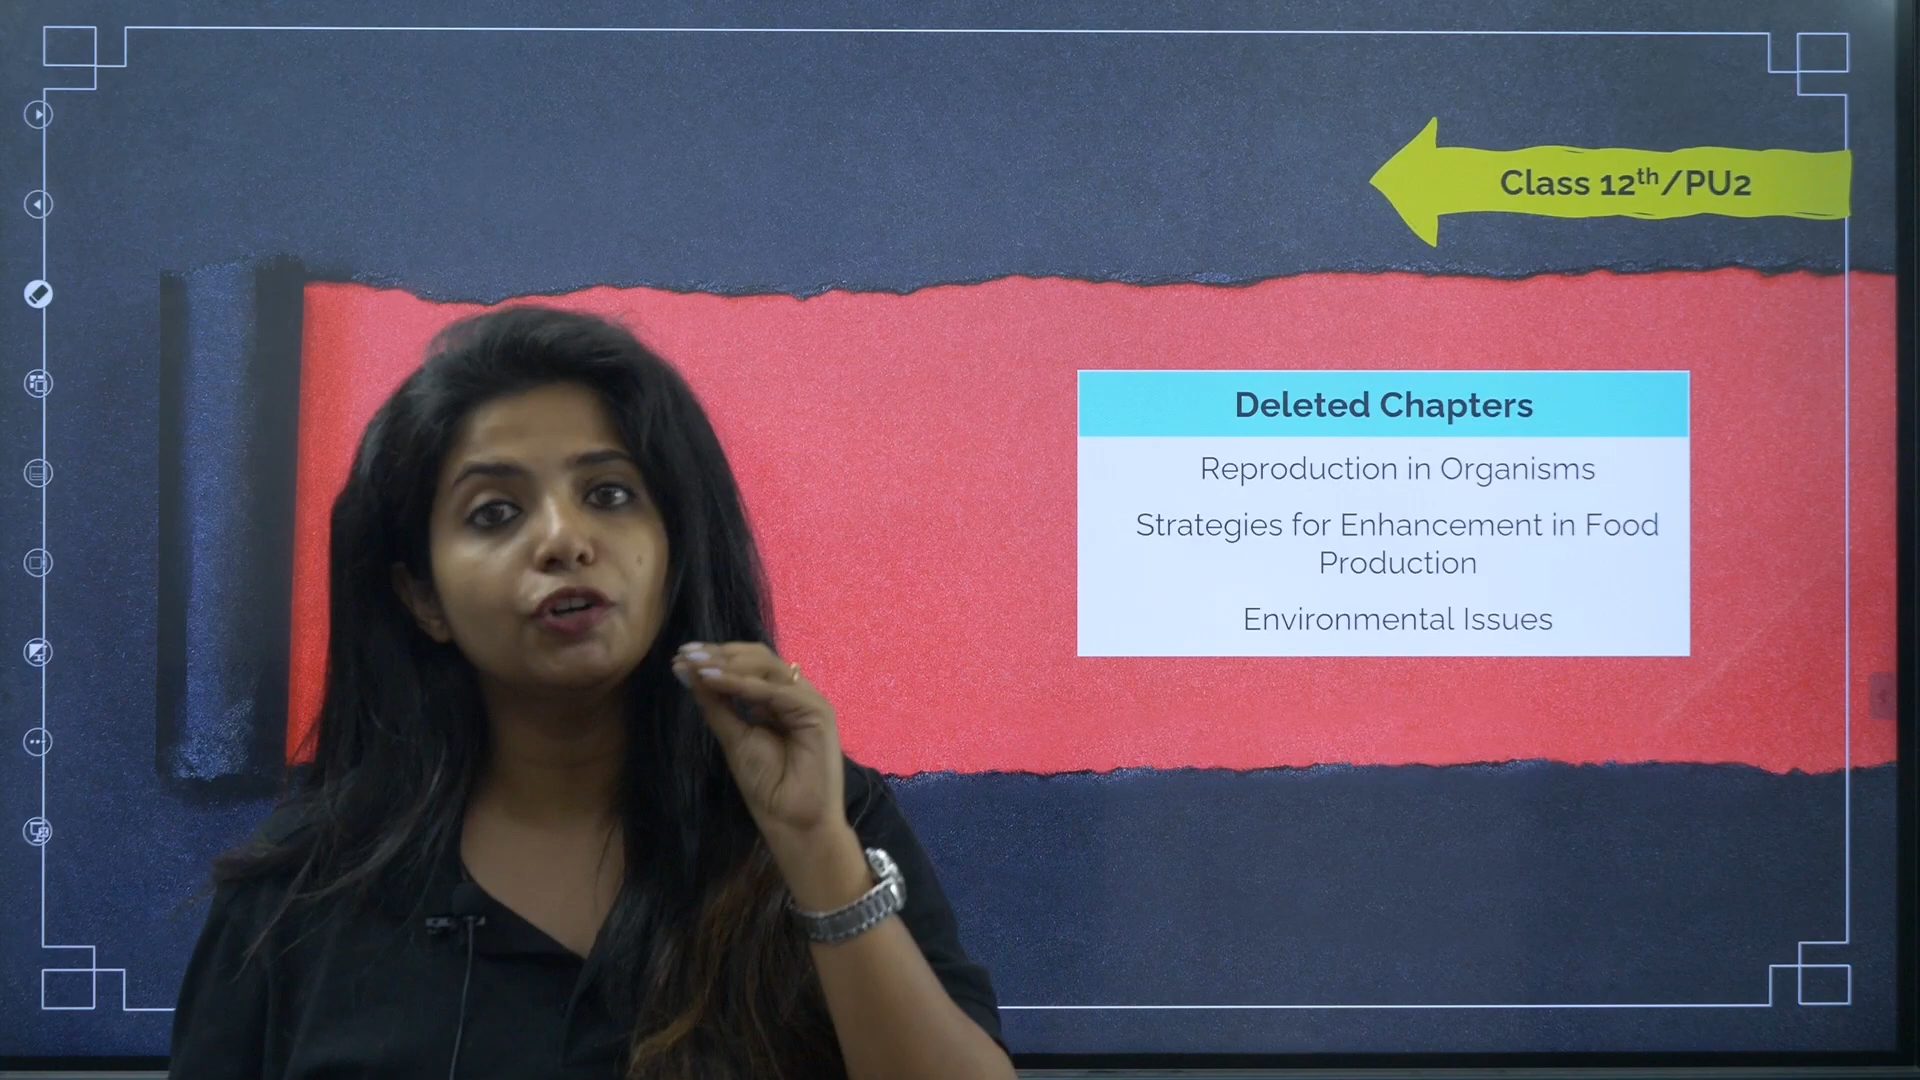 Class 12th/PU2
Deleted Chapters
Reproduction in Organisms
Strategies for Enhancement in Food
Production
Environmental Issues